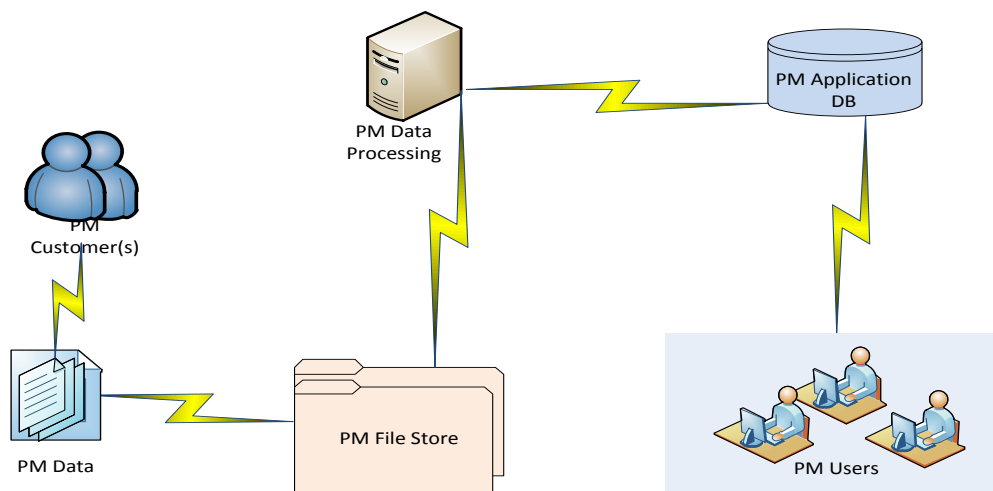 PM Data
Processing
PM Application
DB
PM
Customer(s)
PM Data
PM File Store
PM Users